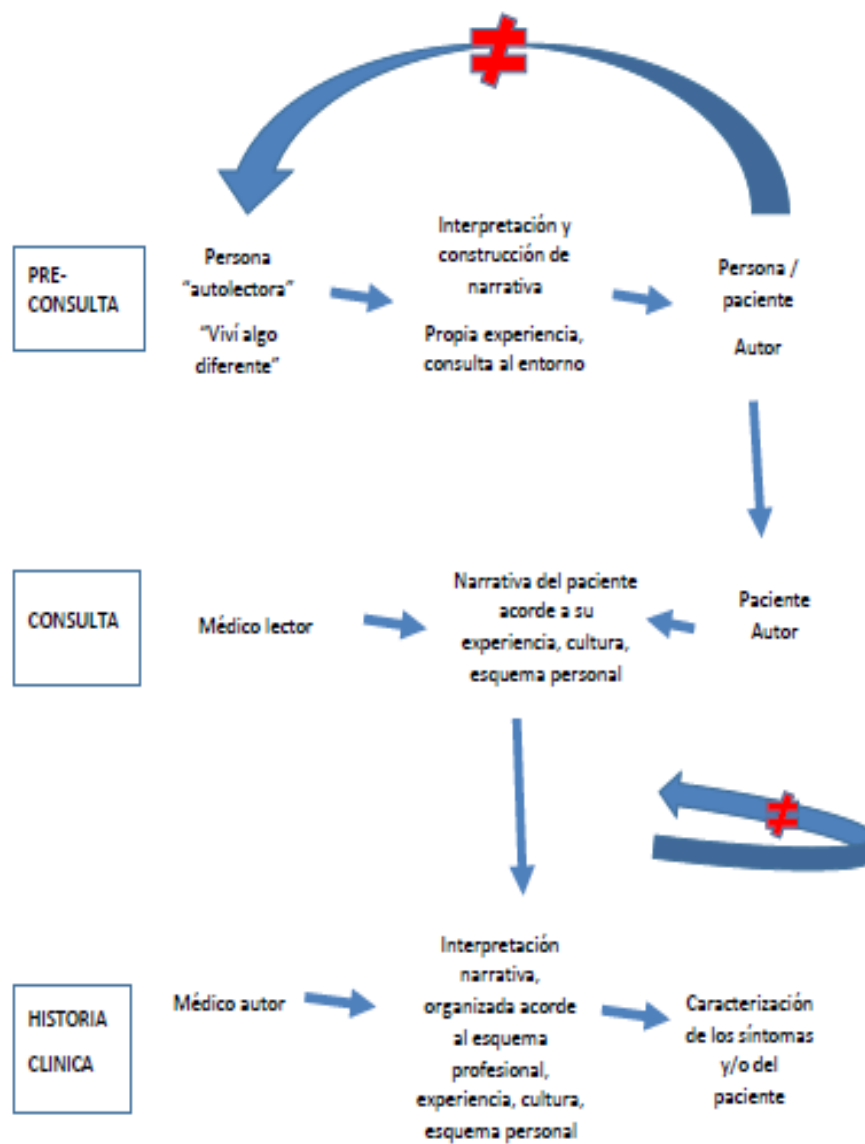 ≠
PRE-
CONSULTA
Persona
“autolectora”
“Viví algo
diferente”
Interpretación y
construcción de
narrativa
Propia experiencia,
consulta al entorno
Persona /
paciente
Autor
CONSULTA
Médico lector
Narrativa del paciente
acorde a su
experiencia, cultura,
esquema personal
Paciente
Autor
≠
HISTORIA
CLINICA
Médico autor
Interpretación
narrativa,
organizada acorde
al esquema
profesional,
experiencia, cultura,
esquema personal
Caracterización
de los síntomas
y/o del
paciente